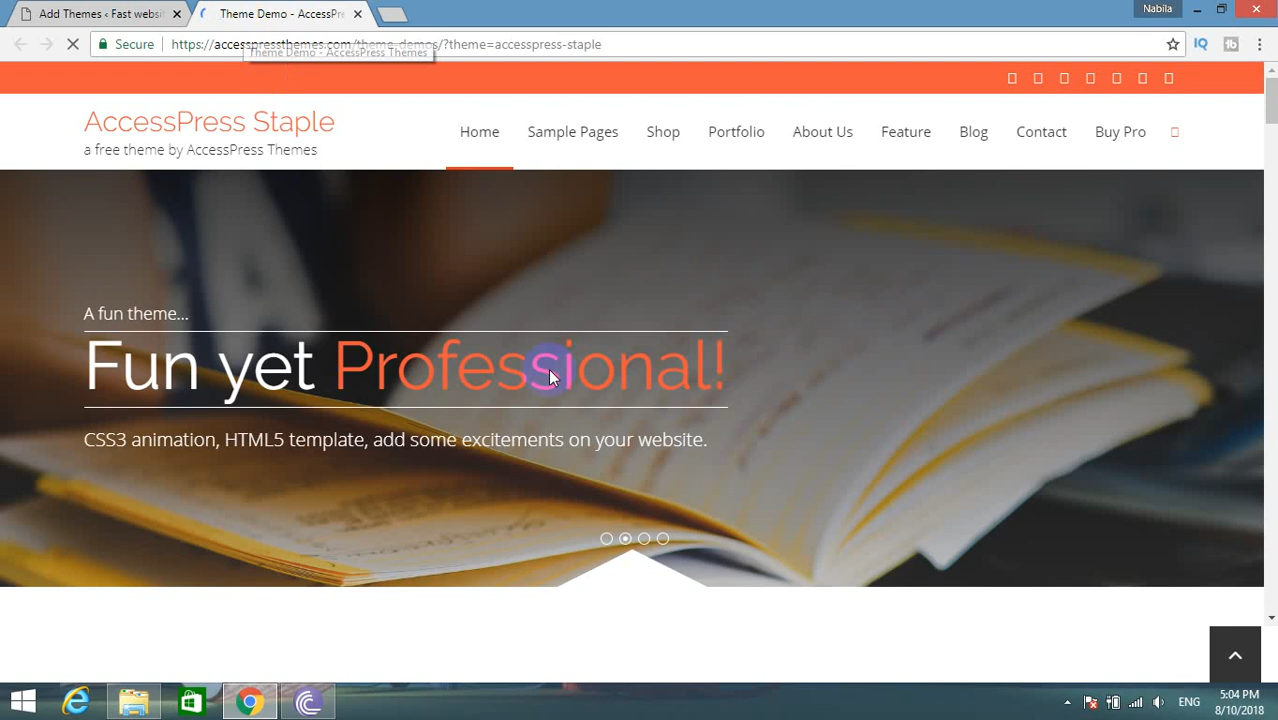 Add Themes ‹ Fast websit
Theme Demo - AccessPre
Nabila
Secure
https://accesspressthemes.com/theme-demos/?theme=accesspress-staple
Theme Demo - AccessPress Themes
AccessPress Staple
a free theme by AccessPress Themes
Home
Sample Pages
Shop
Portfolio
About Us
Feature
Blog
Contact
Buy Pro
A fun theme...
Fun yet Professional!
CSS3 animation, HTML5 template, add some excitements on your website.
ENG
5:04 PM
8/10/2018